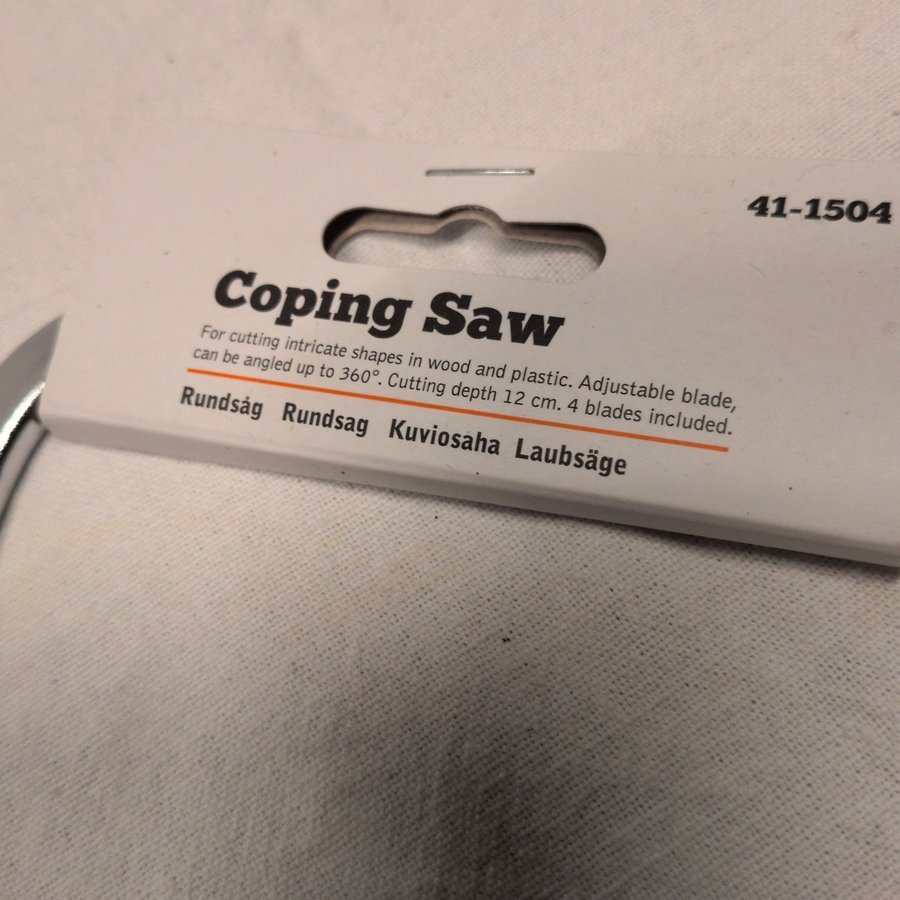 41-1504
Coping Saw
For cutting intricate shapes in wood and plastic. Adjustable blade,
can be angled up to 360°. Cutting depth 12 cm. 4 blades included.
Rundsåg Rundsag Kuviosaha Laubsäge